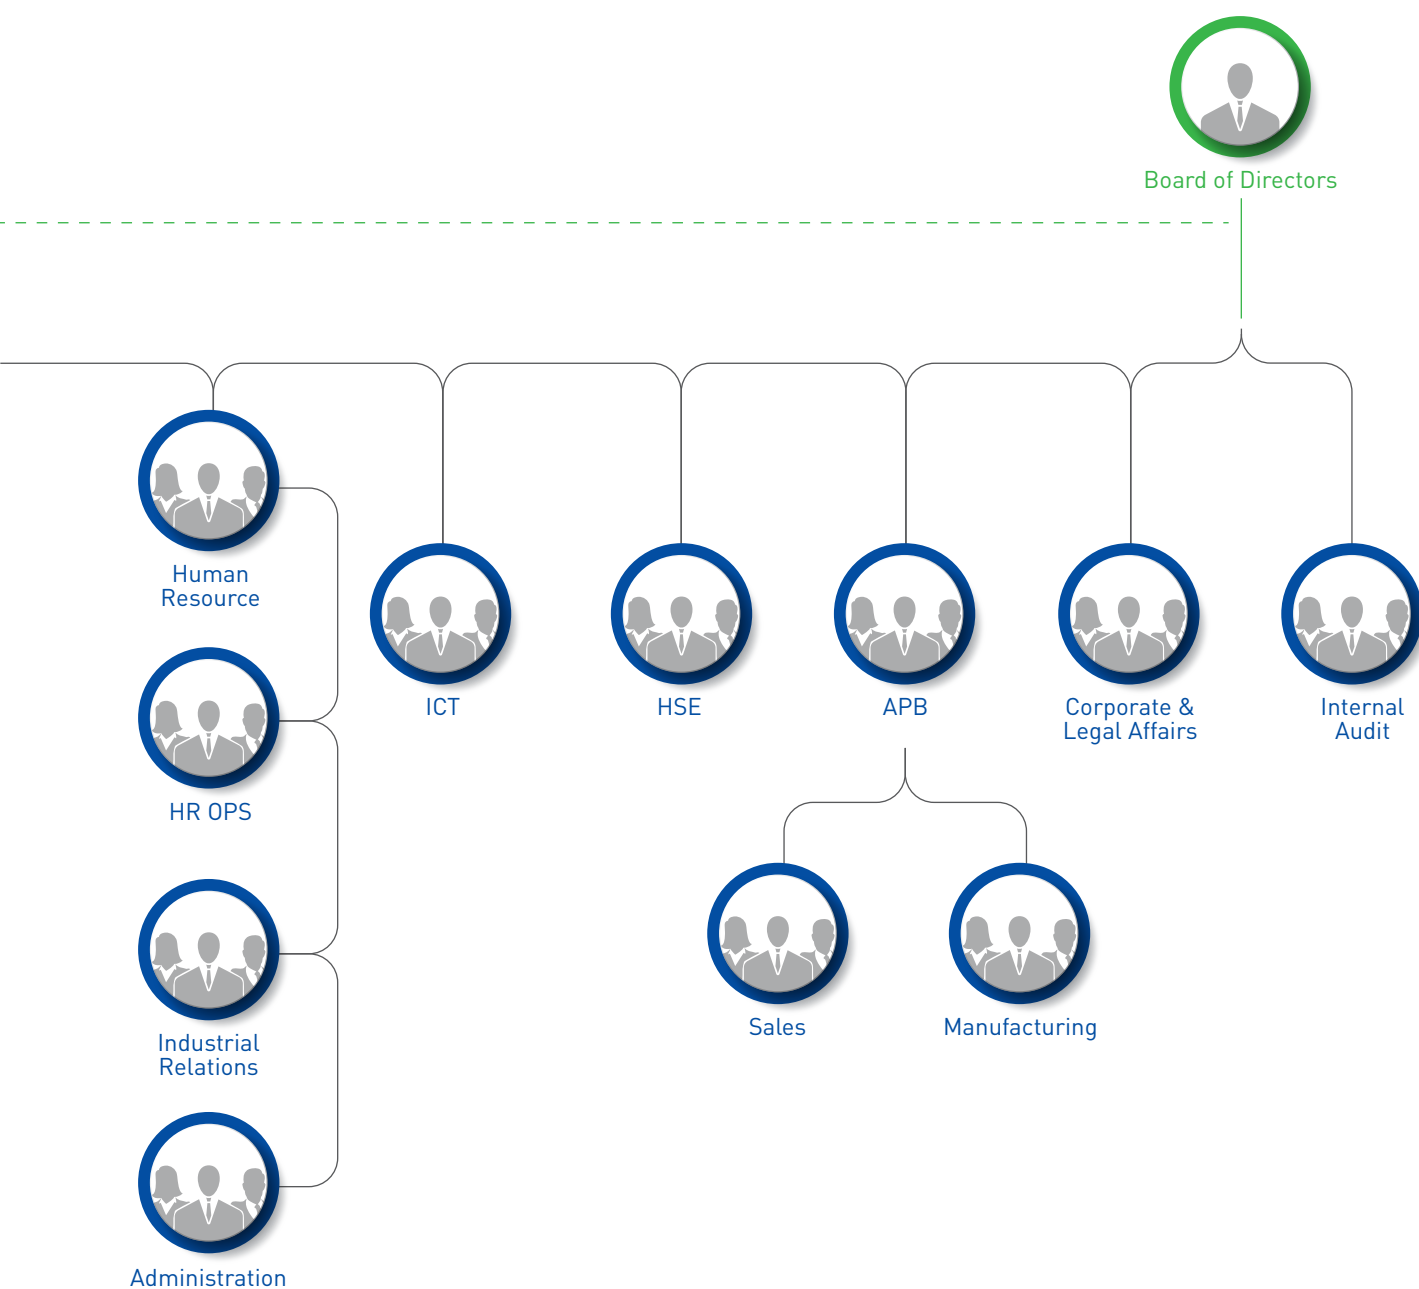 Board of Directors
Human
Resource
ICT
HSE
APB
Corporate &
Legal Affairs
Internal
Audit
HR OPS
Sales
Manufacturing
Industrial
Relations
Administration